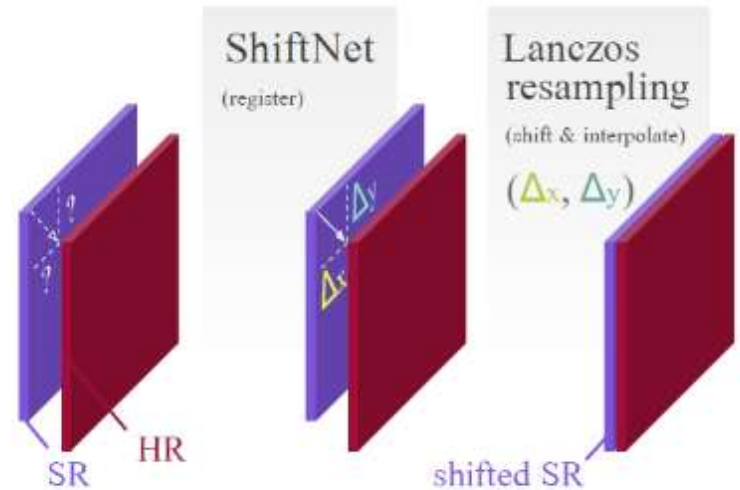 ShiftNet
(register)
Lanczos
resampling
(shift & interpolate)
(Δx, Δy)
?
?
Δy
Δx
SR
HR
shifted SR